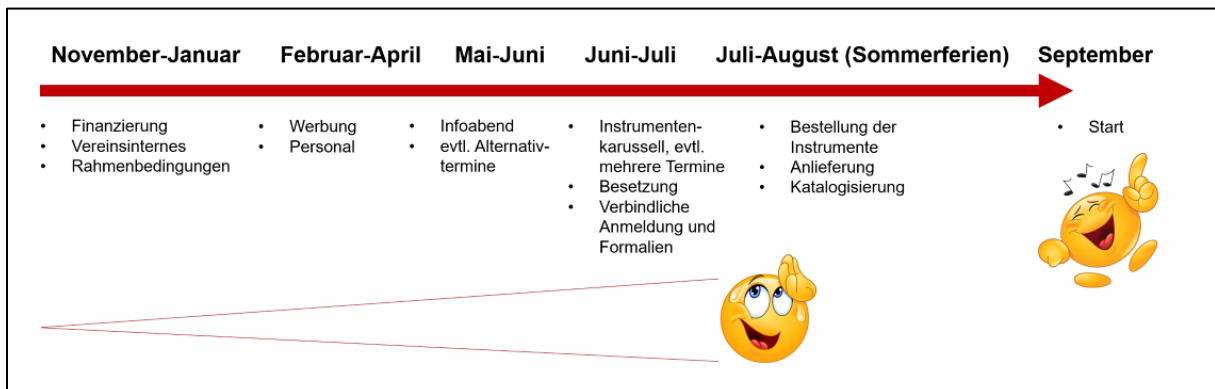 November-Januar
Februar-April
Mai-Juni
Juni-Juli
Juli-August (Sommerferien)
September
• Finanzierung
• Vereinsinternes
• Rahmenbedingungen
• Werbung
• Personal
• Infoabend
evtl. Alternativ-
termine
• Instrumenten-
karussell, evtl.
mehrere Termine
• Besetzung
• Verbindliche
Anmeldung und
Formalien
• Bestellung der
Instrumente
• Anlieferung
• Katalogisierung
• Start